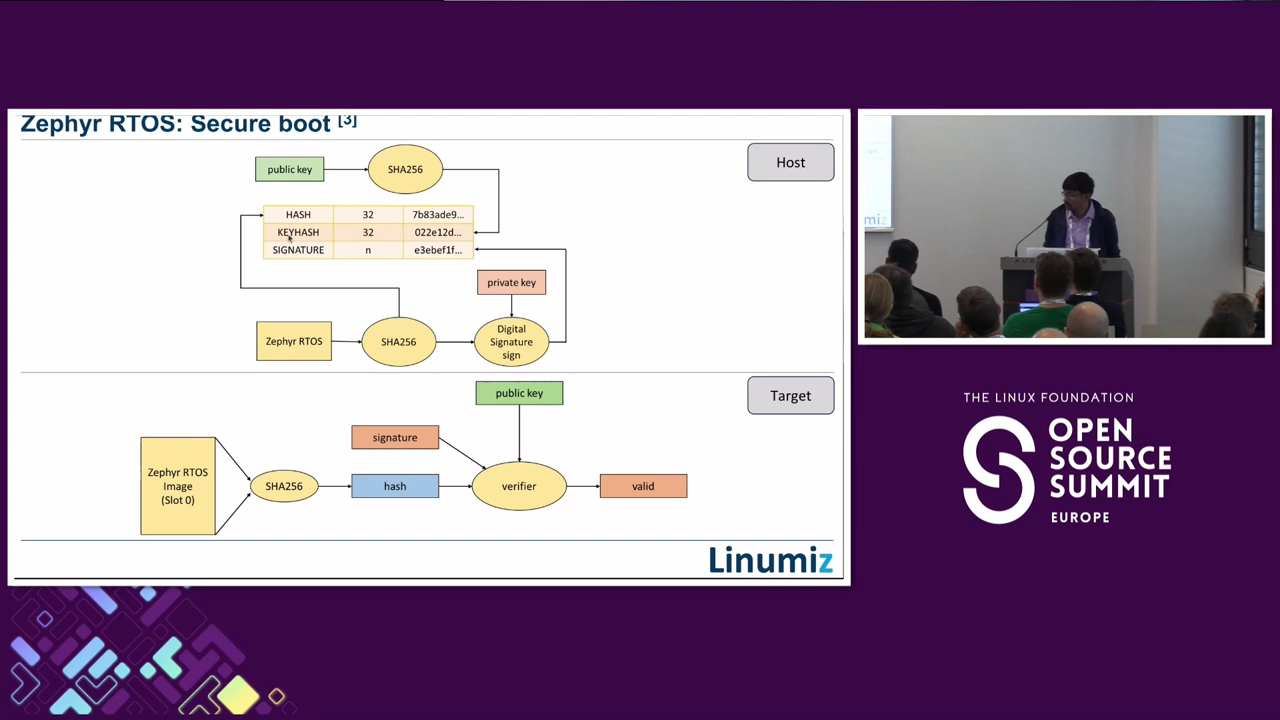 Zephyr RTOS: Secure boot [3]
Host
public key
SHA256
HASH 32 7b83ade9...
KEYHASH 32 022e12d...
SIGNATURE n e3ebef1f...
private key
Zephyr RTOS
SHA256
Digital
Signature
sign
Target
public key
signature
Zephyr RTOS
Image
(Slot 0)
SHA256
hash
verifier
valid
Linumiz
miz
THE LINUX FOUNDATION
OPEN
SOURCE
SUMMIT
EUROPE